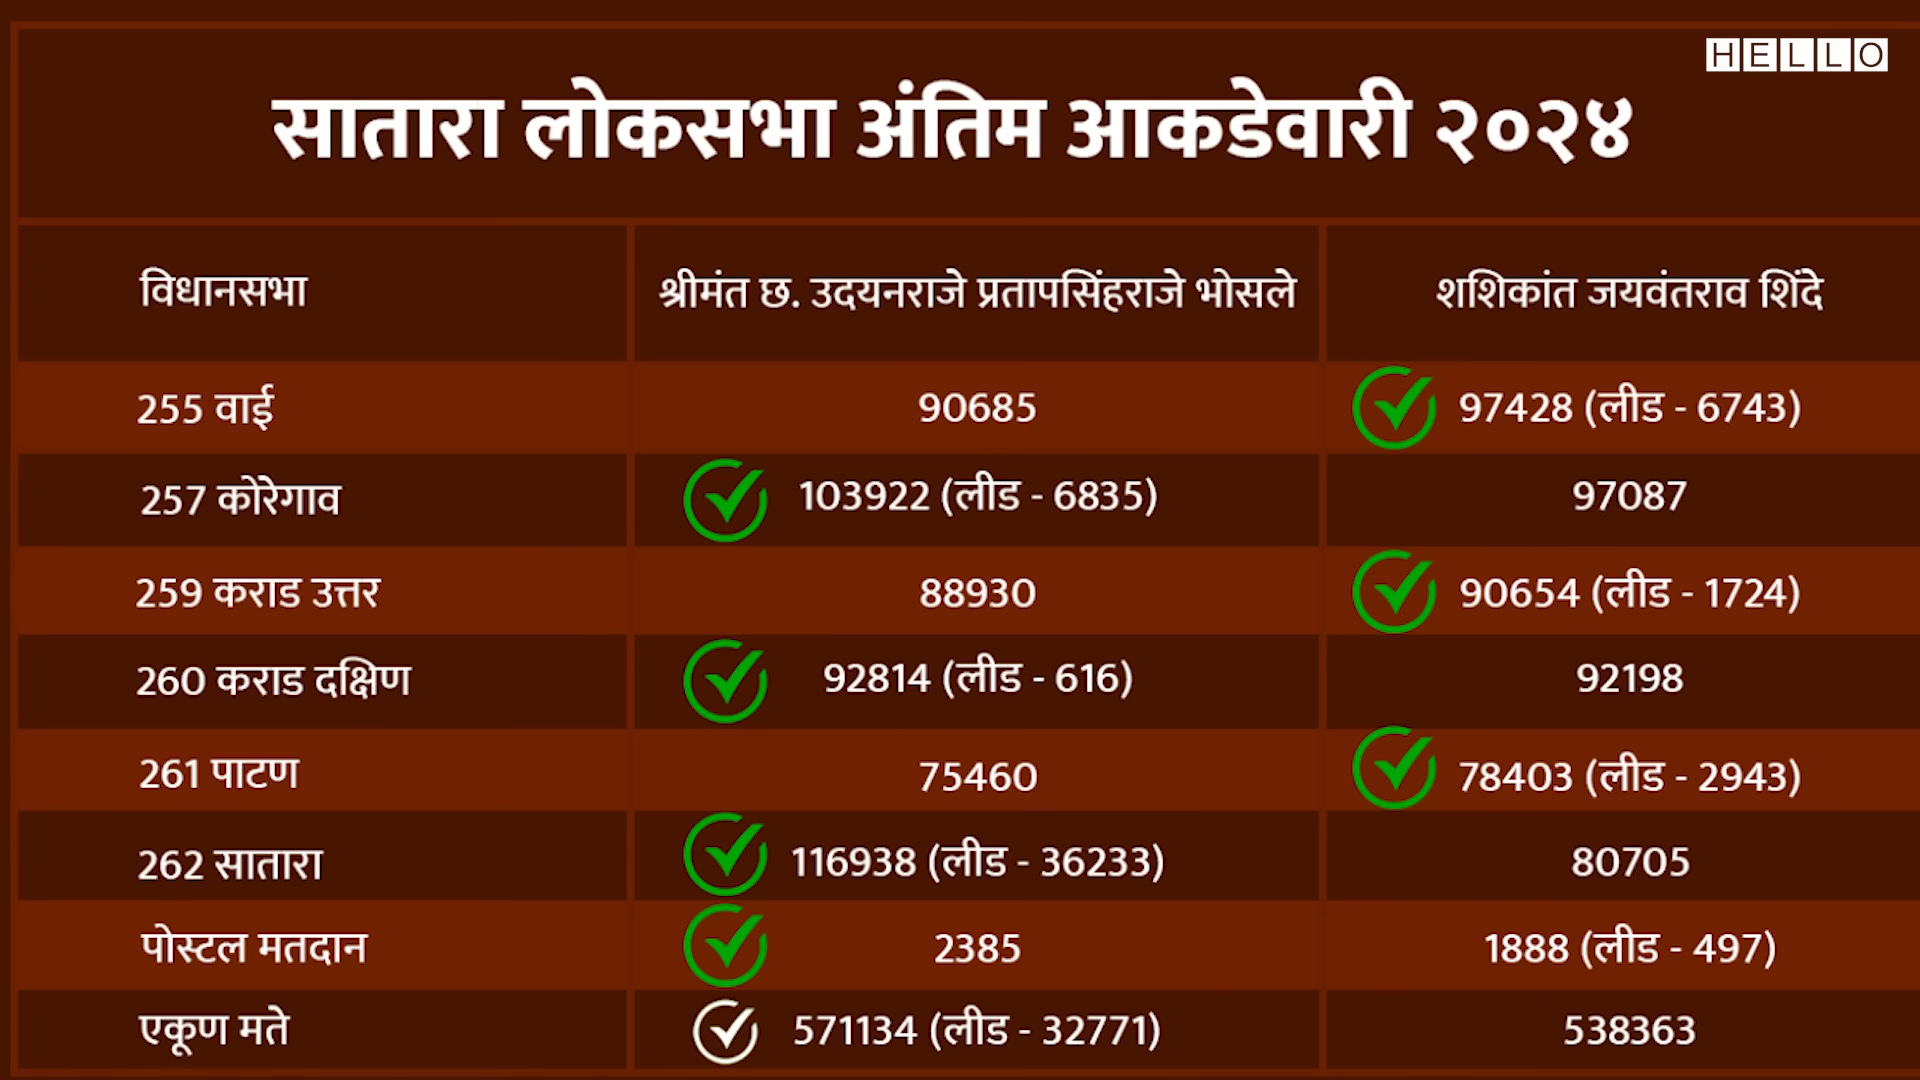 HELLO
सातारा लोकसभा अंतिम आकडेवारी २०२४
विधानसभा श्रीमंत छ. उदयनराजे प्रतापसिंहराजे भोसले शशिकांत जयवंतराव शिंदे
255 वाई 90685 97428 (लीड - 6743)
257 कोरेगाव 103922 (लीड - 6835) 97087
259 कराड उत्तर 88930 90654 (लीड - 1724)
260 कराड दक्षिण 92814 (लीड - 616) 92198
261 पाटण 75460 78403 (लीड - 2943)
262 सातारा 116938 (लीड - 36233) 80705
पोस्टल मतदान 2385 1888 (लीड - 497)
एकूण मते 571134 (लीड - 32771) 538363